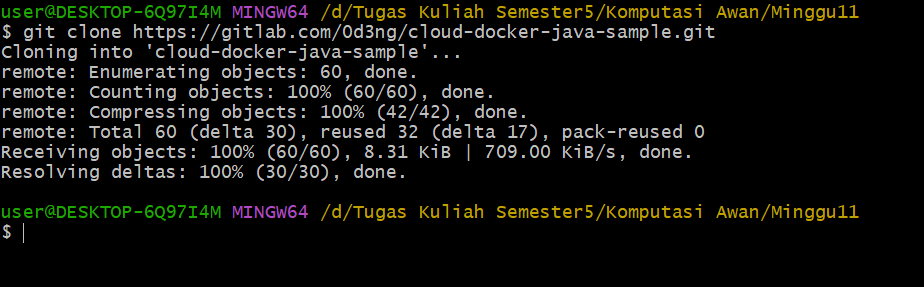 user@DESKTOP-6Q97I4M MINGW64 /d/Tugas Kuliah Semester5/Komputasi Awan/Minggu11
$ git clone https://gitlab.com/0d3ng/cloud-docker-java-sample.git
Cloning into 'cloud-docker-java-sample'...
remote: Enumerating objects: 60, done.
remote: Counting objects: 100% (60/60), done.
remote: Compressing objects: 100% (42/42), done.
remote: Total 60 (delta 30), reused 32 (delta 17), pack-reused 0
Receiving objects: 100% (60/60), 8.31 KiB | 709.00 KiB/s, done.
Resolving deltas: 100% (30/30), done.
user@DESKTOP-6Q97I4M MINGW64 /d/Tugas Kuliah Semester5/Komputasi Awan/Minggu11
$